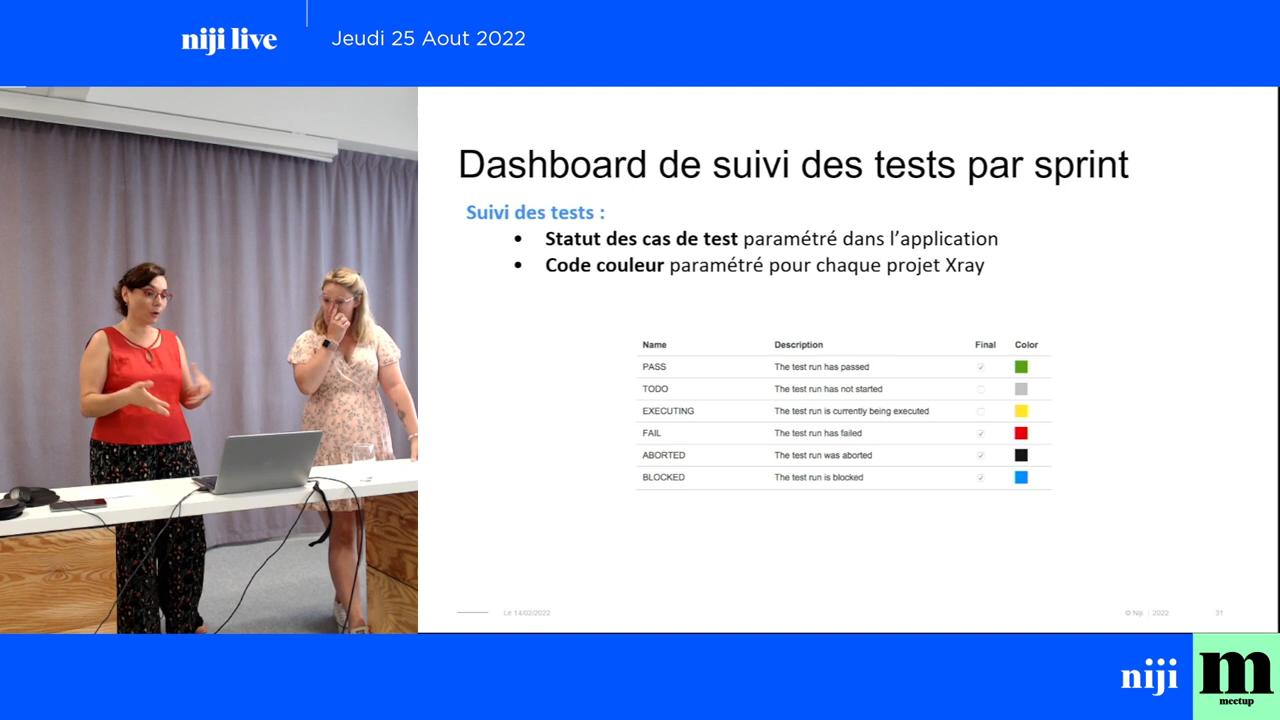 niji live
Jeudi 25 Aout 2022
Dashboard de suivi des tests par sprint
Suivi des tests :
• Statut des cas de test paramétré dans l'application
• Code couleur paramétré pour chaque projet Xray
Name Description Final Color
PASS The test run has passed
TODO The test run has not started
EXECUTING The test run is currently being executed
FAIL The test run has failed
ABORTED The test run was aborted
BLOCKED The test run is blocked
Le 14/02/2022
© Niji | 2022 31
niji
m
meetup